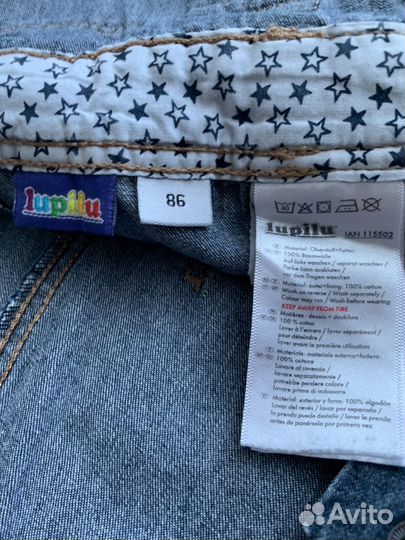 lupilu
86
lupilu
IAN 115502
Material: Oberstoff+Futter:
100% Baumwolle
Auf links waschen / separat waschen /
Farbe kann ausbluten /
vor dem Tragen waschen
Material: outer+lining: 100% cotton
Wash on reverse / Wash separately /
Colour may run / Wash before wearing
KEEP AWAY FROM FIRE
Matières: dessus + doublure:
100 % coton
Laver à l'envers / laver séparément /
peut déteindre /
laver avant la première utilisation
Materiale: materiale esterno+fodera:
100% cotone
Lavare a rovescio /
lavare separatamente /
potrebbe perdere colore /
lavare prima di indossare
Material: exterior y forro: 100% algodón
Lavar del revés / lavar por separado /
la prenda puede desteñir / lavar antes
de ponérselo por primera vez
Avito